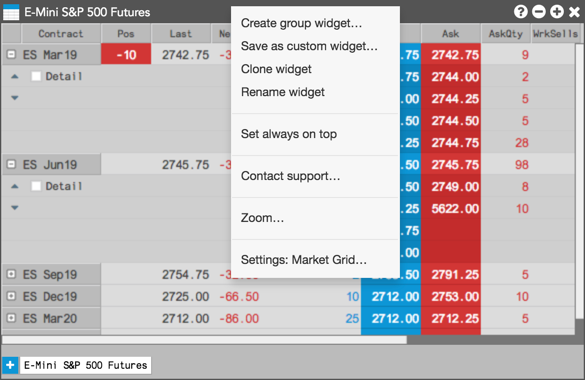 E-Mini S&P 500 Futures
Contract Pos Last Ne Ask AskQty WrkSells
ES Mar19 -10 2742.75 -3 .75 2742.75 9
Detail .75 2744.00 2
.00 2744.25 5
.50 2744.50 5
.25 2744.75 28
ES Jun19 2745.75 -3 .50 2745.75 98
Detail .50 2749.00 8
.25 5622.00 10
.75
.00
ES Sep19 2754.75 .50 2791.25 5
ES Dec19 2725.00 -66.50 10 2712.00 2753.00 10
ES Mar20 2712.00 -86.00 25 2712.00 2712.25 5
Create group widget…
Save as custom widget…
Clone widget
Rename widget
Set always on top
Contact support…
Zoom…
Settings: Market Grid…
E-Mini S&P 500 Futures